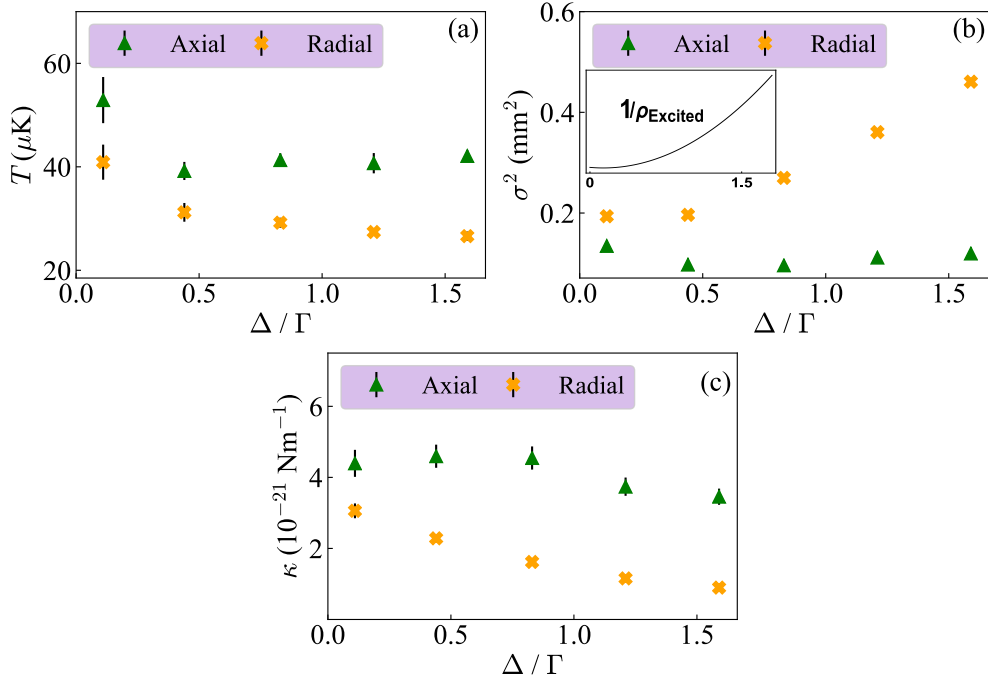 Axial Radial (a)
60
40
20
T (μK)
0.0 0.5 1.0 1.5
Δ / Γ
Axial Radial (b)
0.6
0.4
0.2
σ² (mm²)
1/ρExcited
0 1.5
0.0 0.5 1.0 1.5
Δ / Γ
Axial Radial (c)
6
4
2
κ (10⁻²¹ Nm⁻¹)
0.0 0.5 1.0 1.5
Δ / Γ